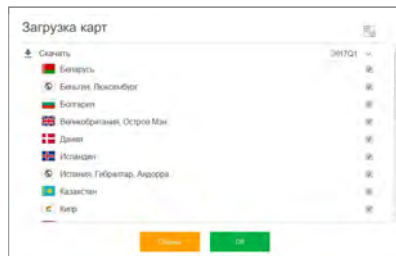 Загрузка карт
Скачать 2017Q1
Беларусь
Бельгия, Люксембург
Болгария
Великобритания, Остров Мэн
Дания
Исландия
Испания, Гибралтар, Андорра
Казахстан
Кипр
Отмена ОК